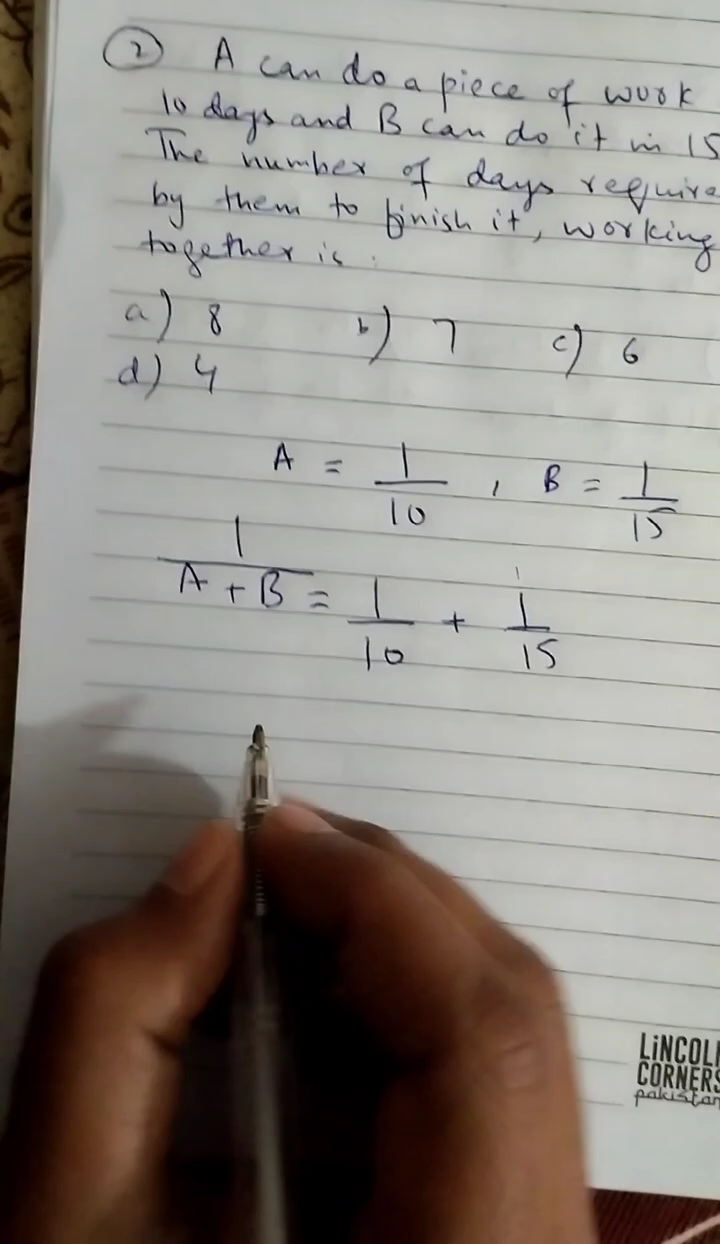 2 A can do a piece of work
10 days and B can do it in 15
The number of days require
by them to finish it, working
together is :
a) 8 b) 7 c) 6
d) 4
A = 1/10 , B = 1/15
1/A + B = 1/10 + 1/15
LiNCOL
CORNERS
pakistan